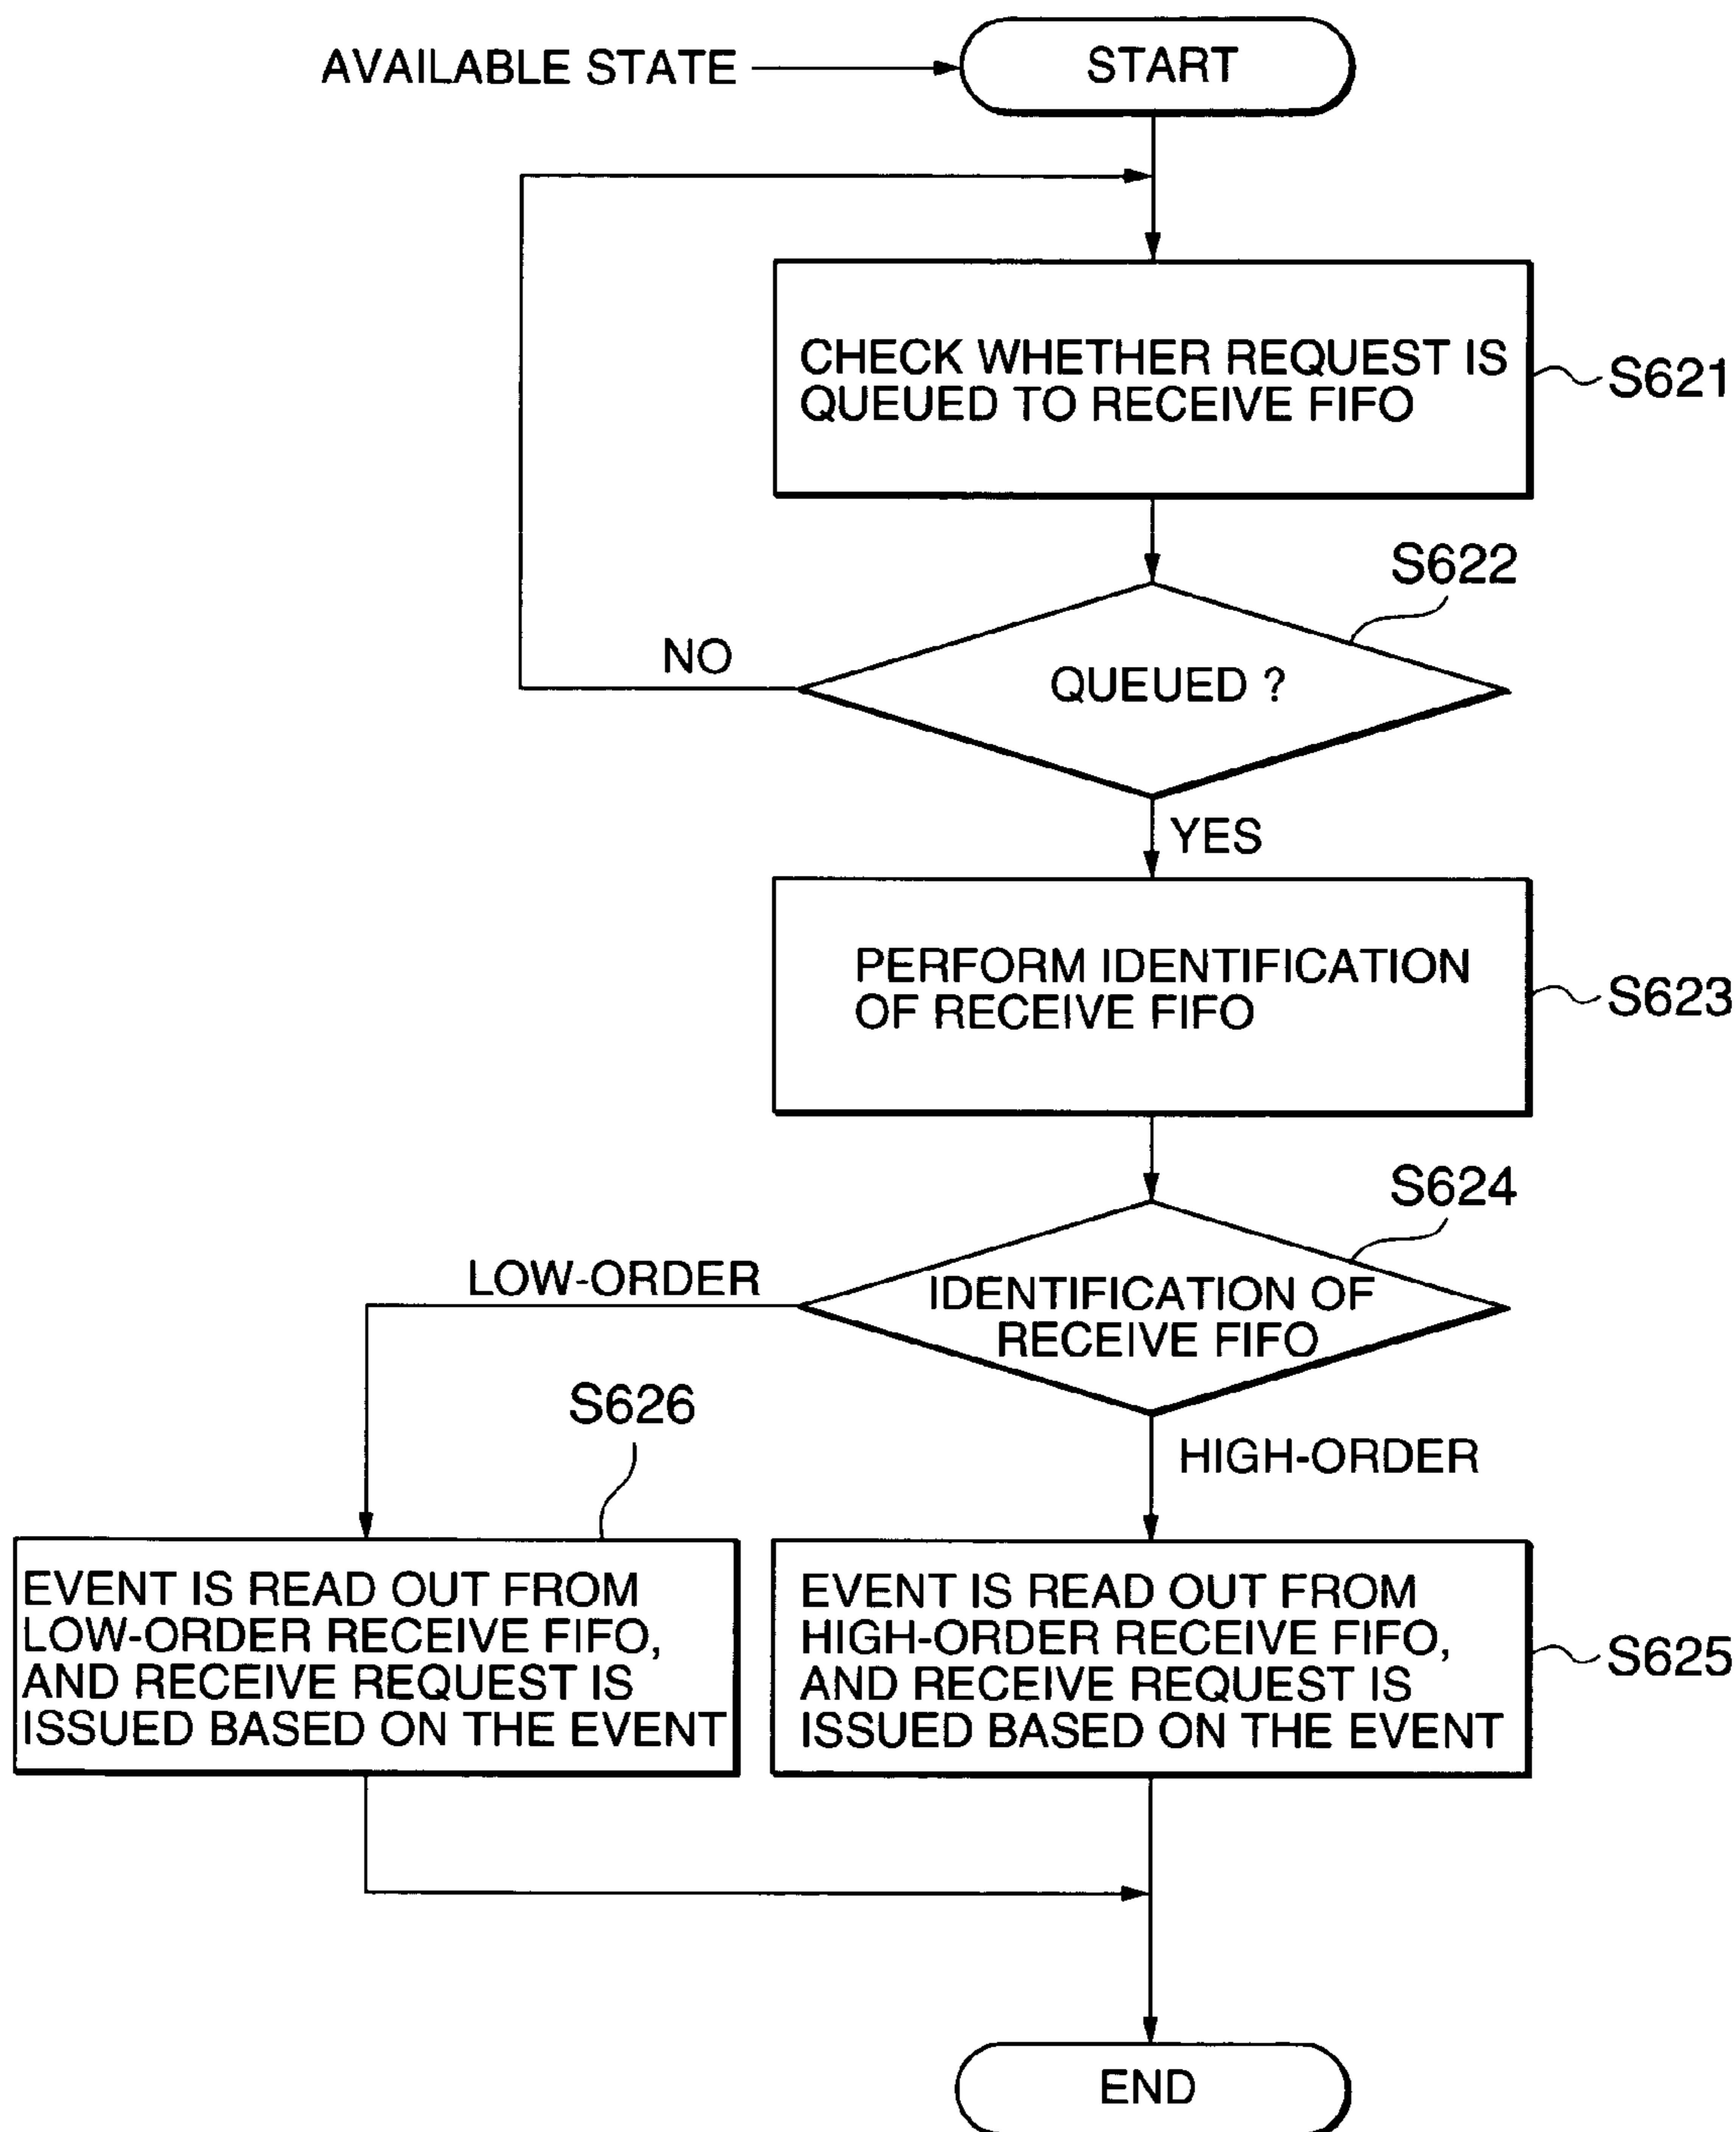 AVAILABLE STATE
START
CHECK WHETHER REQUEST IS
QUEUED TO RECEIVE FIFO
S621
S622
NO
QUEUED ?
YES
PERFORM IDENTIFICATION
OF RECEIVE FIFO
S623
S624
LOW-ORDER
IDENTIFICATION OF
RECEIVE FIFO
S626
HIGH-ORDER
EVENT IS READ OUT FROM
LOW-ORDER RECEIVE FIFO,
AND RECEIVE REQUEST IS
ISSUED BASED ON THE EVENT
EVENT IS READ OUT FROM
HIGH-ORDER RECEIVE FIFO,
AND RECEIVE REQUEST IS
ISSUED BASED ON THE EVENT
S625
END